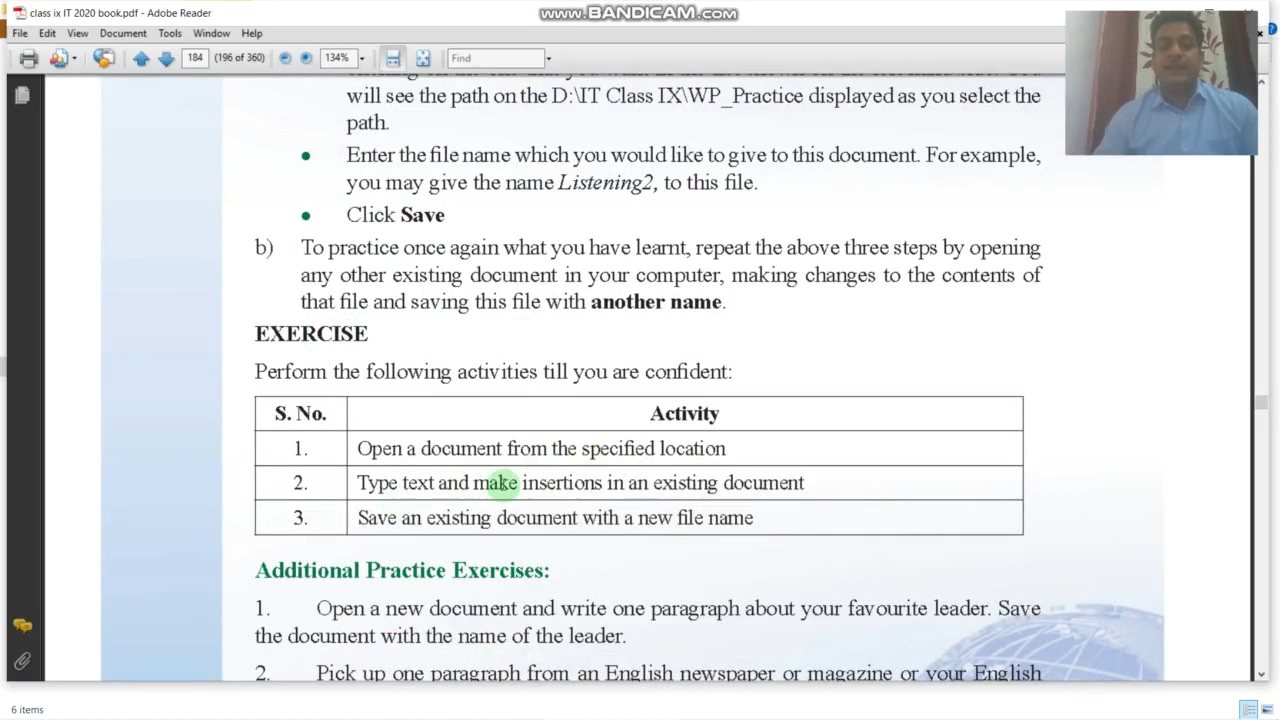 class ix IT 2020 book.pdf - Adobe Reader
www.BANDICAM.com
File Edit View Document Tools Window Help
184 (196 of 360) 134% Find
will see the path on the D:\IT Class IX\WP_Practice displayed as you select the
path.
• Enter the file name which you would like to give to this document. For example,
you may give the name Listening2, to this file.
• Click Save
b) To practice once again what you have learnt, repeat the above three steps by opening
any other existing document in your computer, making changes to the contents of
that file and saving this file with another name.
EXERCISE
Perform the following activities till you are confident:
S. No. Activity
1. Open a document from the specified location
2. Type text and make insertions in an existing document
3. Save an existing document with a new file name
Additional Practice Exercises:
1. Open a new document and write one paragraph about your favourite leader. Save
the document with the name of the leader.
2. Pick up one paragraph from an English newspaper or magazine or your English
6 items